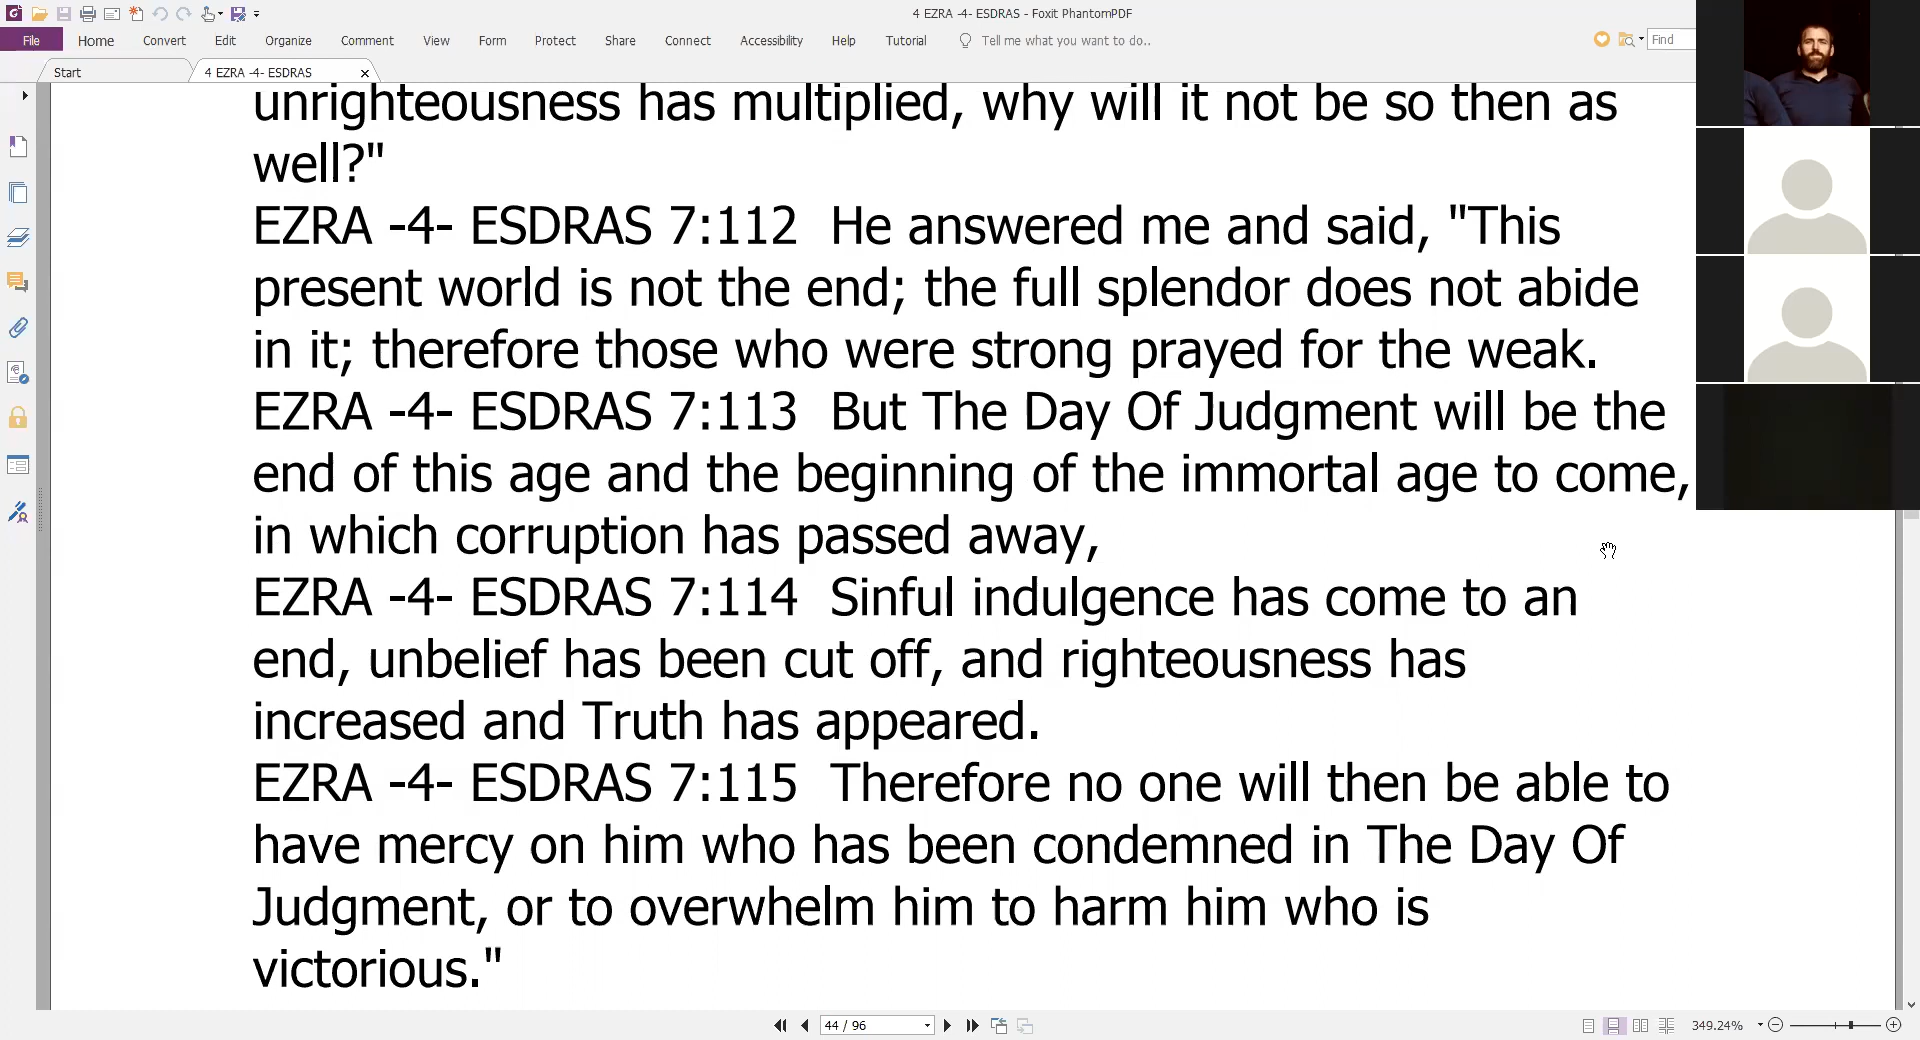 4 EZRA -4- ESDRAS - Foxit PhantomPDF
File Home Convert Edit Organize Comment View Form Protect Share Connect Accessibility Help Tutorial Tell me what you want to do.. Find
Start 4 EZRA -4- ESDRAS
unrighteousness has multiplied, why will it not be so then as
well?"
EZRA -4- ESDRAS 7:112 He answered me and said, "This
present world is not the end; the full splendor does not abide
in it; therefore those who were strong prayed for the weak.
EZRA -4- ESDRAS 7:113 But The Day Of Judgment will be the
end of this age and the beginning of the immortal age to come,
in which corruption has passed away,
EZRA -4- ESDRAS 7:114 Sinful indulgence has come to an
end, unbelief has been cut off, and righteousness has
increased and Truth has appeared.
EZRA -4- ESDRAS 7:115 Therefore no one will then be able to
have mercy on him who has been condemned in The Day Of
Judgment, or to overwhelm him to harm him who is
victorious."
44 / 96 349.24%